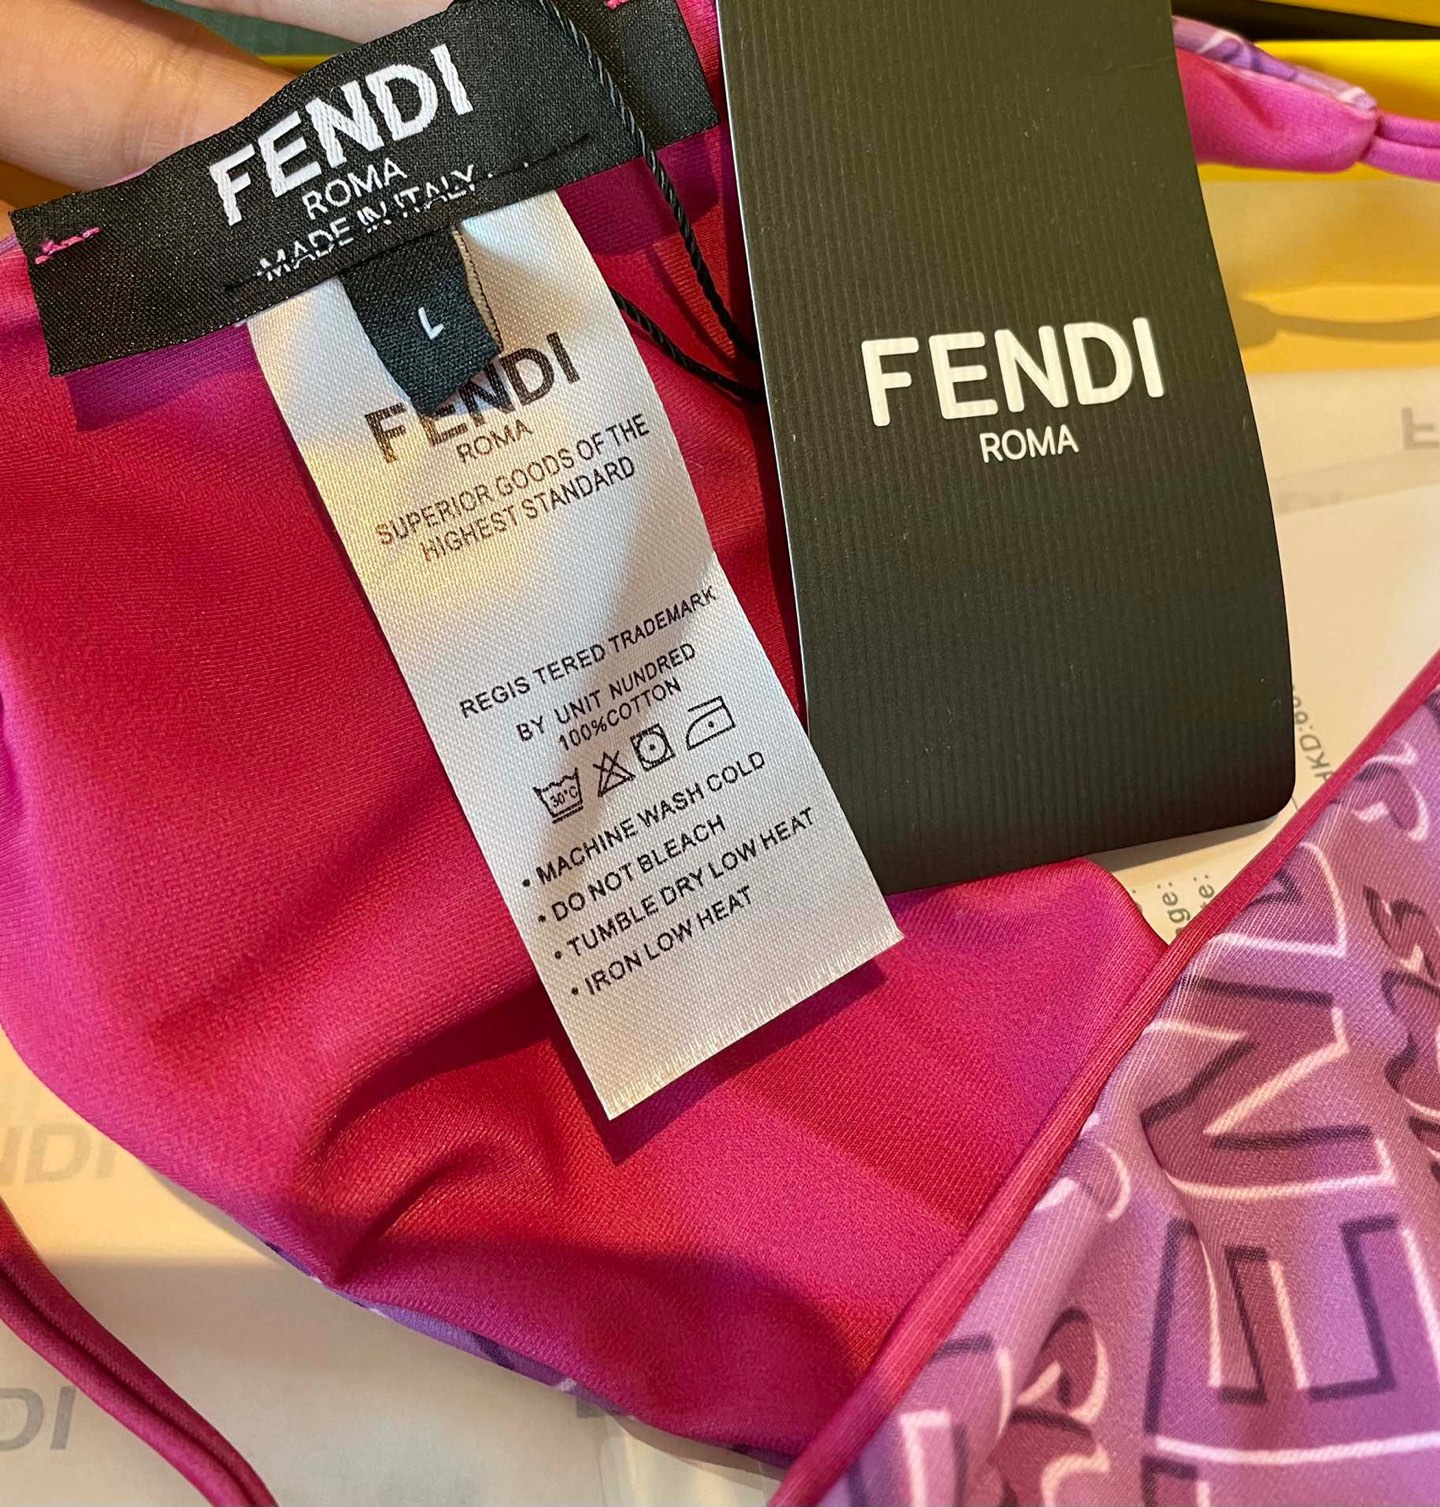 FENDI
ROMA
MADE IN ITALY
L
FENDI
ROMA
SUPERIOR GOODS OF THE
HIGHEST STANDARD
REGIS TERED TRADEMARK
BY UNIT NUNDRED
100%COTTON
30°C
• MACHINE WASH COLD
• DO NOT BLEACH
• TUMBLE DRY LOW HEAT
• IRON LOW HEAT
FENDI
ROMA